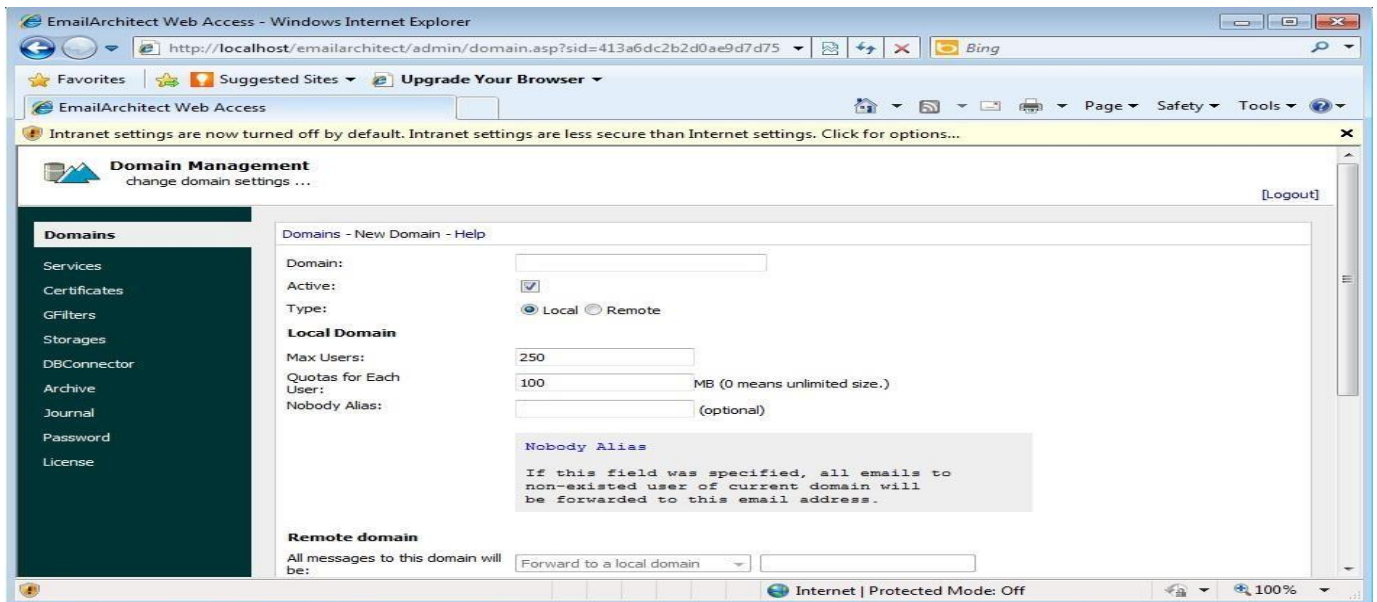 EmailArchitect Web Access - Windows Internet Explorer
http://localhost/emailarchitect/admin/domain.asp?sid=413a6dc2b2d0ae9d7d75
Bing
Favorites
Suggested Sites
Upgrade Your Browser
EmailArchitect Web Access
Page
Safety
Tools
Intranet settings are now turned off by default. Intranet settings are less secure than Internet settings. Click for options...
Domain Management
change domain settings ...
[Logout]
Domains
Services
Certificates
GFilters
Storages
DBConnector
Archive
Journal
Password
License
Domains - New Domain - Help
Domain:
Active:
Type: Local Remote
Local Domain
Max Users: 250
Quotas for Each
User: 100 MB (0 means unlimited size.)
Nobody Alias: (optional)
Nobody Alias
If this field was specified, all emails to
non-existed user of current domain will
be forwarded to this email address.
Remote domain
All messages to this domain will
be: Forward to a local domain
Internet | Protected Mode: Off
100%